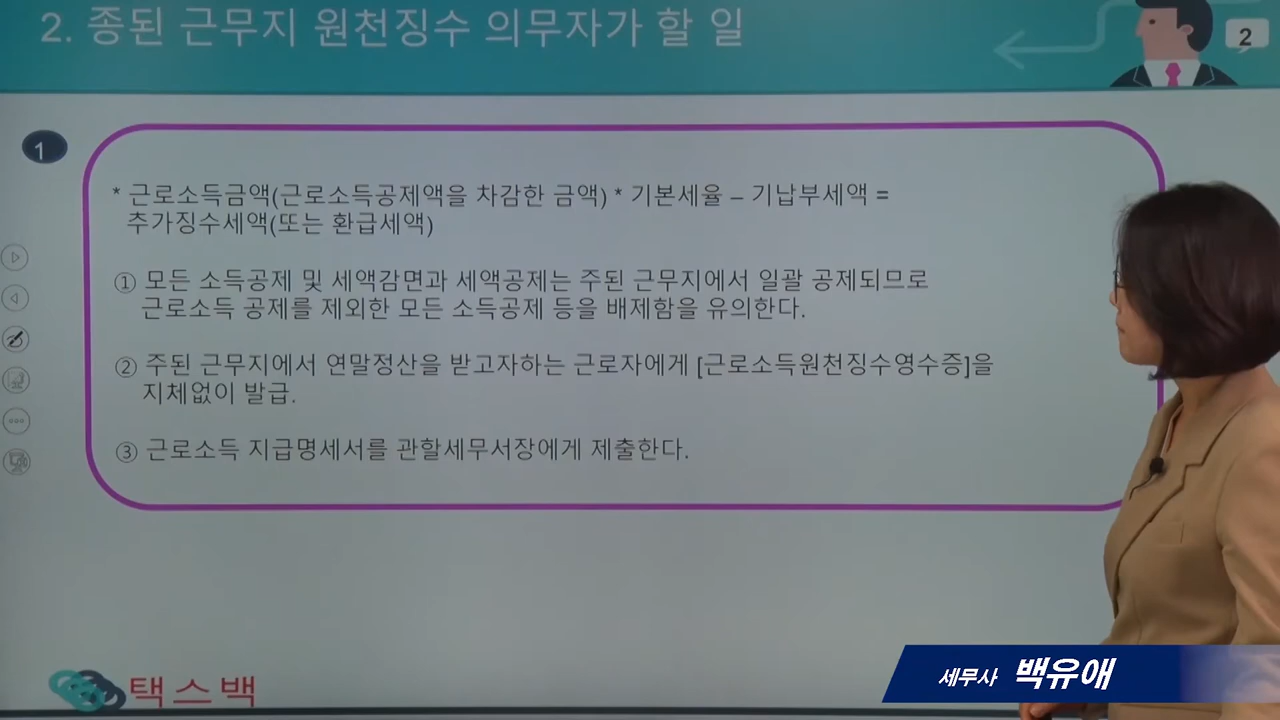 2. 종된 근무지 원천징수 의무자가 할 일
2
1
* 근로소득금액(근로소득공제액을 차감한 금액) * 기본세율 – 기납부세액 =
추가징수세액(또는 환급세액)
① 모든 소득공제 및 세액감면과 세액공제는 주된 근무지에서 일괄 공제되므로
근로소득 공제를 제외한 모든 소득공제 등을 배제함을 유의한다.
② 주된 근무지에서 연말정산을 받고자하는 근로자에게 [근로소득원천징수영수증]을
지체없이 발급.
③ 근로소득 지급명세서를 관할세무서장에게 제출한다.
택스백
세무사 백유애